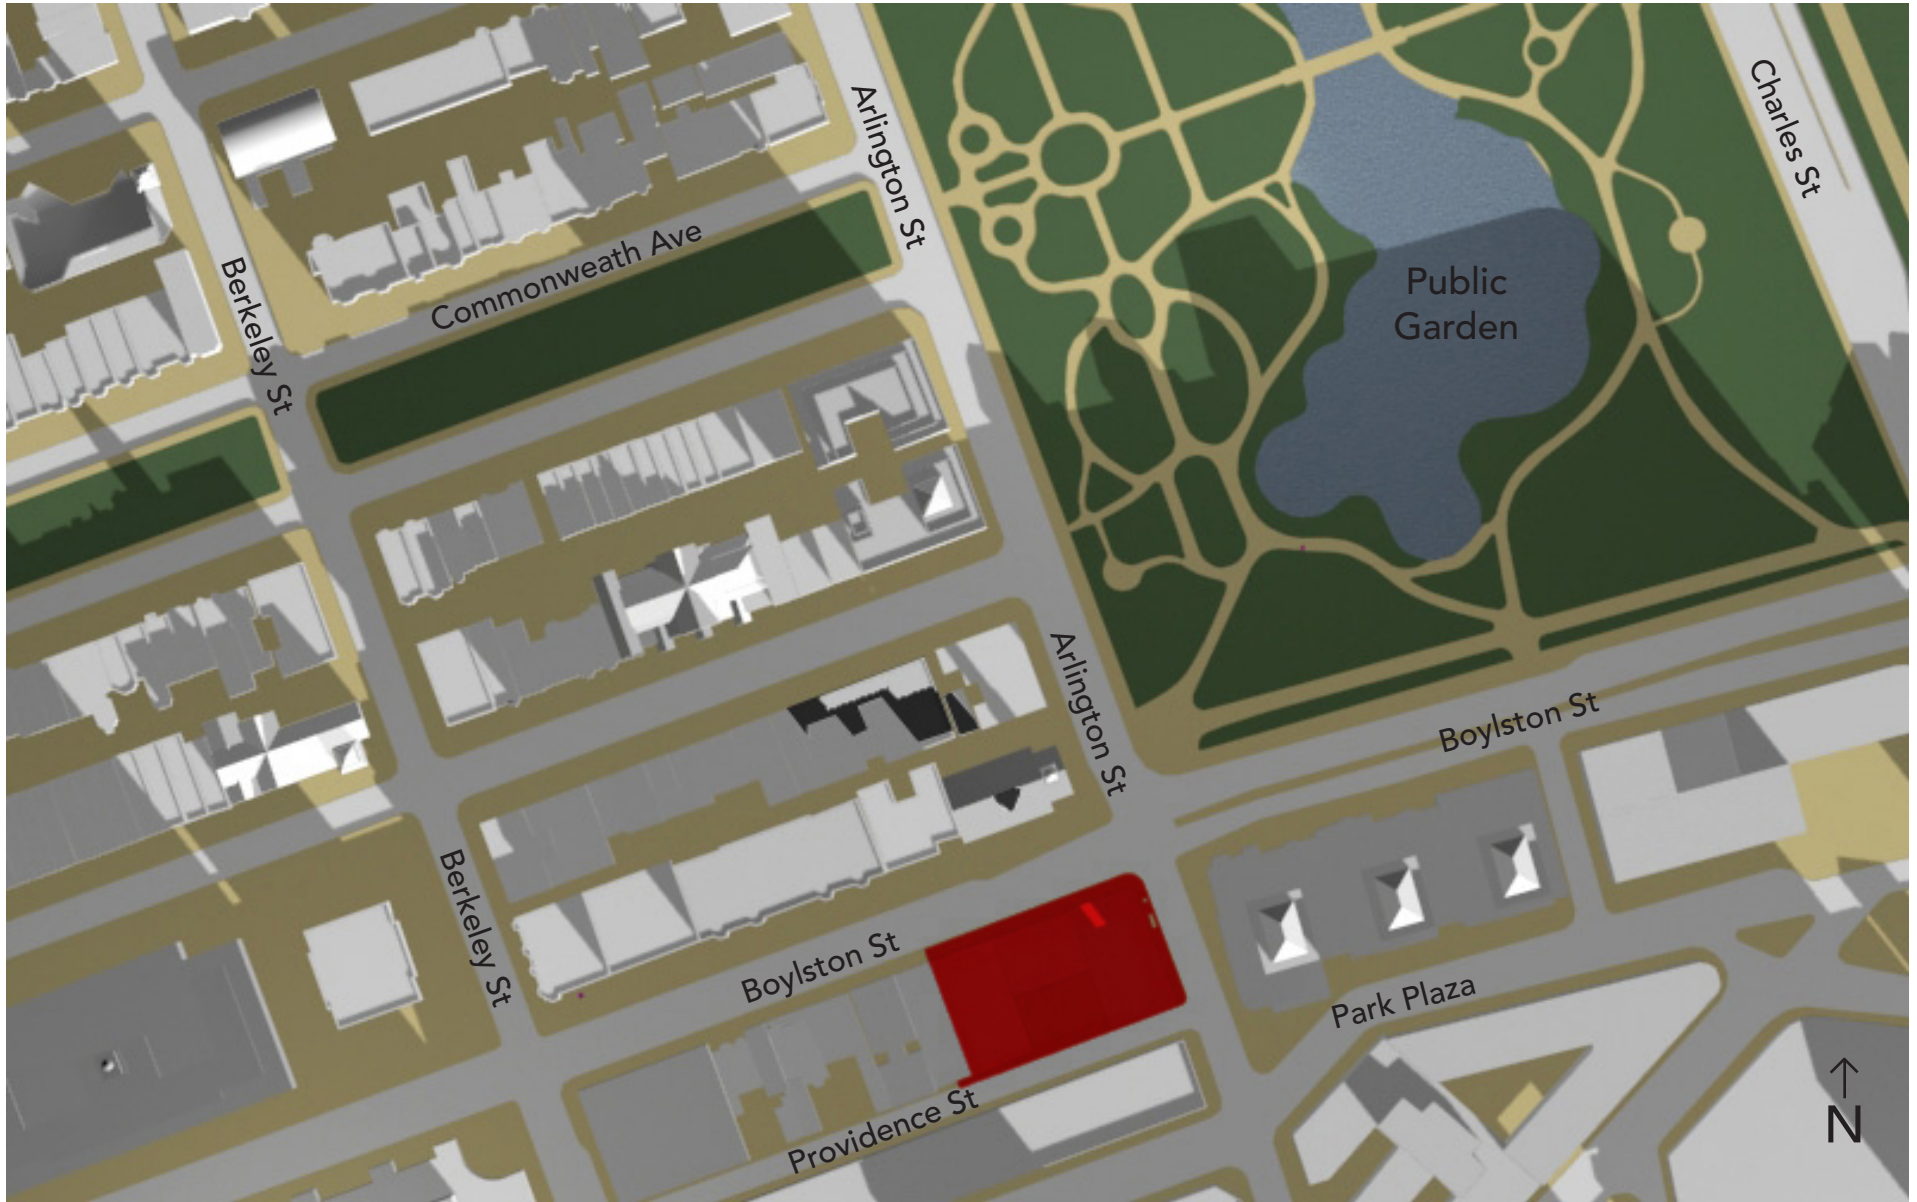 Arlington St
Charles St
Commonweath Ave
Berkeley St
Public
Garden
Arlington St
Boylston St
Berkeley St
Boylston St
Park Plaza
Providence St
N